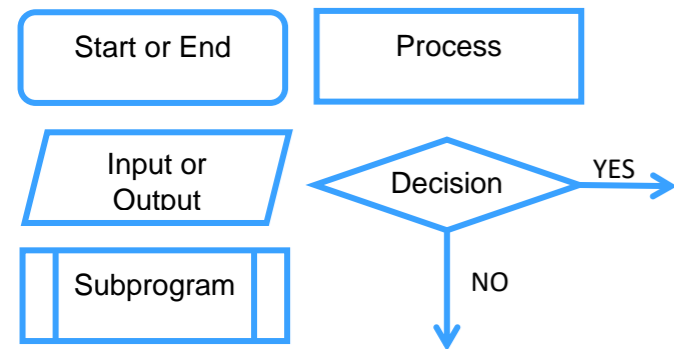 Start or End
Process
Input or
Output
Decision
YES
Subprogram
NO